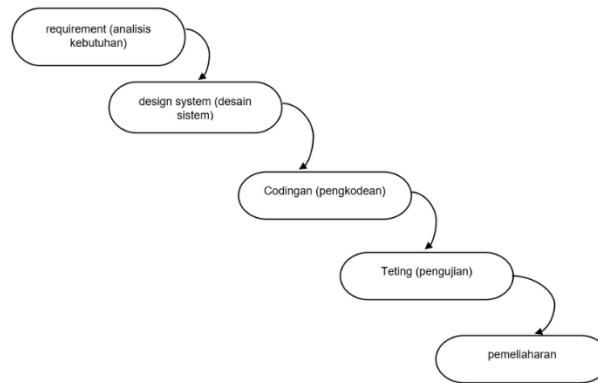 requirement (analisis
kebutuhan)
design system (desain
sistem)
Codingan (pengkodean)
Teting (pengujian)
pemeliaharan